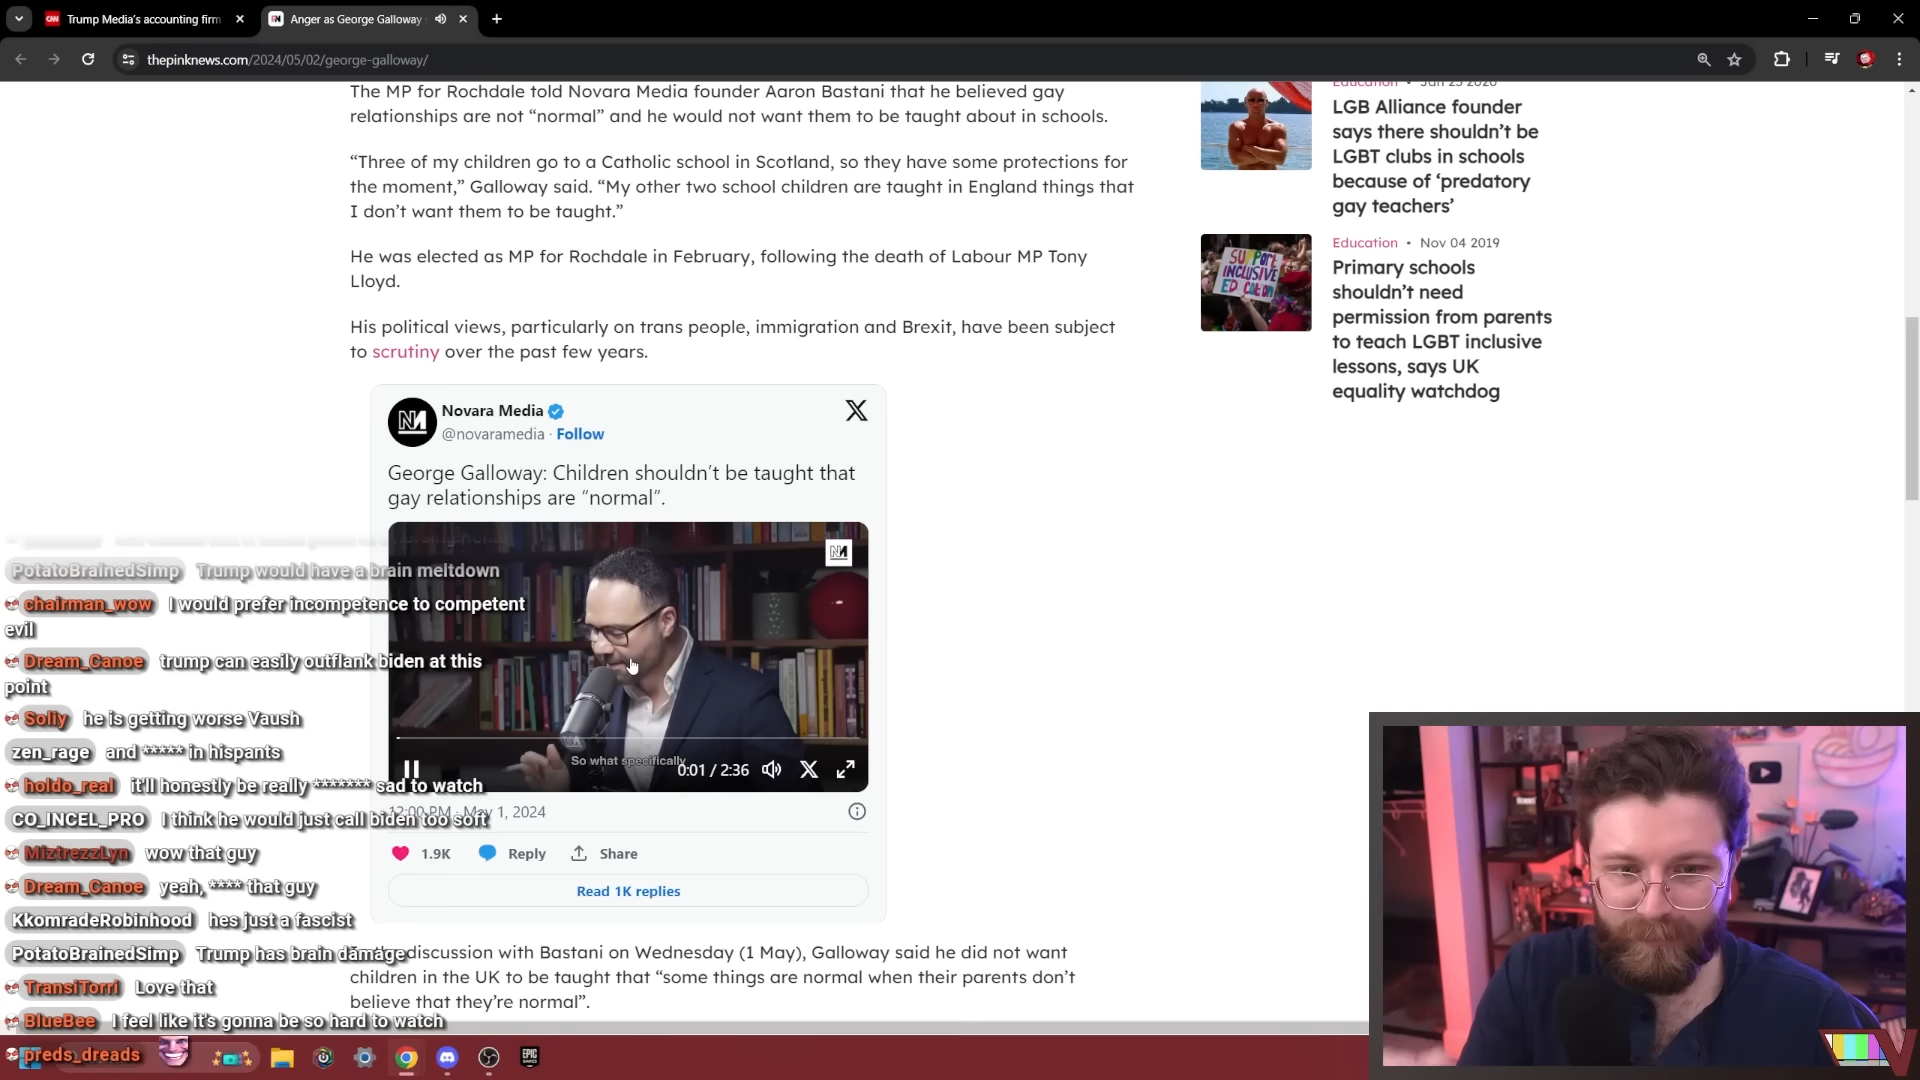 Trump Media's accounting firm
Anger as George Galloway
thepinknews.com/2024/05/02/george-galloway/
The MP for Rochdale told Novara Media founder Aaron Bastani that he believed gay
relationships are not “normal” and he would not want them to be taught about in schools.
“Three of my children go to a Catholic school in Scotland, so they have some protections for
the moment,” Galloway said. “My other two school children are taught in England things that
I don’t want them to be taught.”
He was elected as MP for Rochdale in February, following the death of Labour MP Tony
Lloyd.
His political views, particularly on trans people, immigration and Brexit, have been subject
to scrutiny over the past few years.
Novara Media
@novaramedia · Follow
George Galloway: Children shouldn’t be taught that
gay relationships are “normal”.
So what specifically
0:01 / 2:36
12:00 PM · May 1, 2024
1.9K Reply Share
Read 1K replies
discussion with Bastani on Wednesday (1 May), Galloway said he did not want
children in the UK to be taught that “some things are normal when their parents don’t
believe that they’re normal”.
Education • Jun 23 2020
LGB Alliance founder
says there shouldn’t be
LGBT clubs in schools
because of ‘predatory
gay teachers’
SUPPORT
INCLUSIVE
EDUCATION
Education • Nov 04 2019
Primary schools
shouldn’t need
permission from parents
to teach LGBT inclusive
lessons, says UK
equality watchdog
PotatoBrainedSimp Trump would have a brain meltdown
chairman_wow I would prefer incompetence to competent
evil
Dream_Canoe trump can easily outflank biden at this
point
Soliy he is getting worse Vaush
zen_rage and ***** in hispants
holdo_real it'll honestly be really ******* sad to watch
CO_INCEL_PRO I think he would just call biden too soft
MiztrezzLyn wow that guy
Dream_Canoe yeah, **** that guy
KkomradeRobinhood hes just a fascist
PotatoBrainedSimp Trump has brain damage
TransiTorri Love that
BlueBee I feel like it's gonna be so hard to watch
preds_dreads
EPIC
GAMES